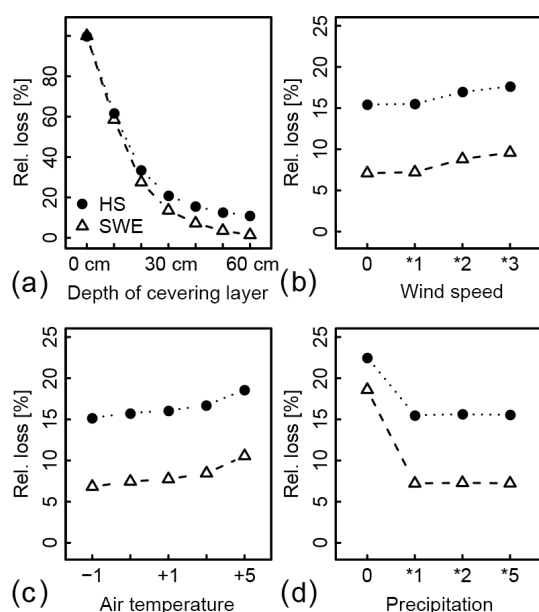 Rel. loss [%]
0 20 40 60 80
HS
SWE
0 cm 30 cm 60 cm
(a) Depth of cevering layer
Rel. loss [%]
0 5 10 15 20 25
0 *1 *2 *3
(b) Wind speed
Rel. loss [%]
0 5 10 15 20 25
−1 +1 +5
(c) Air temperature
Rel. loss [%]
0 5 10 15 20 25
0 *1 *2 *5
(d) Precipitation